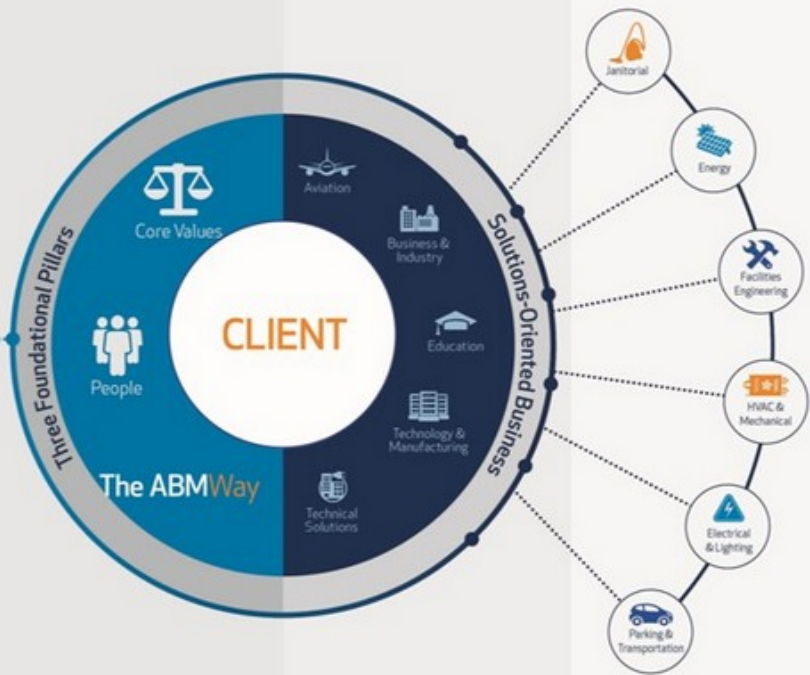 Three Foundational Pillars
Core Values
People
The ABMWay
CLIENT
Aviation
Business &
Industry
Education
Technology &
Manufacturing
Technical
Solutions
Solutions-Oriented Business
Janitorial
Energy
Facilities
Engineering
HVAC &
Mechanical
Electrical
& Lighting
Parking &
Transportation